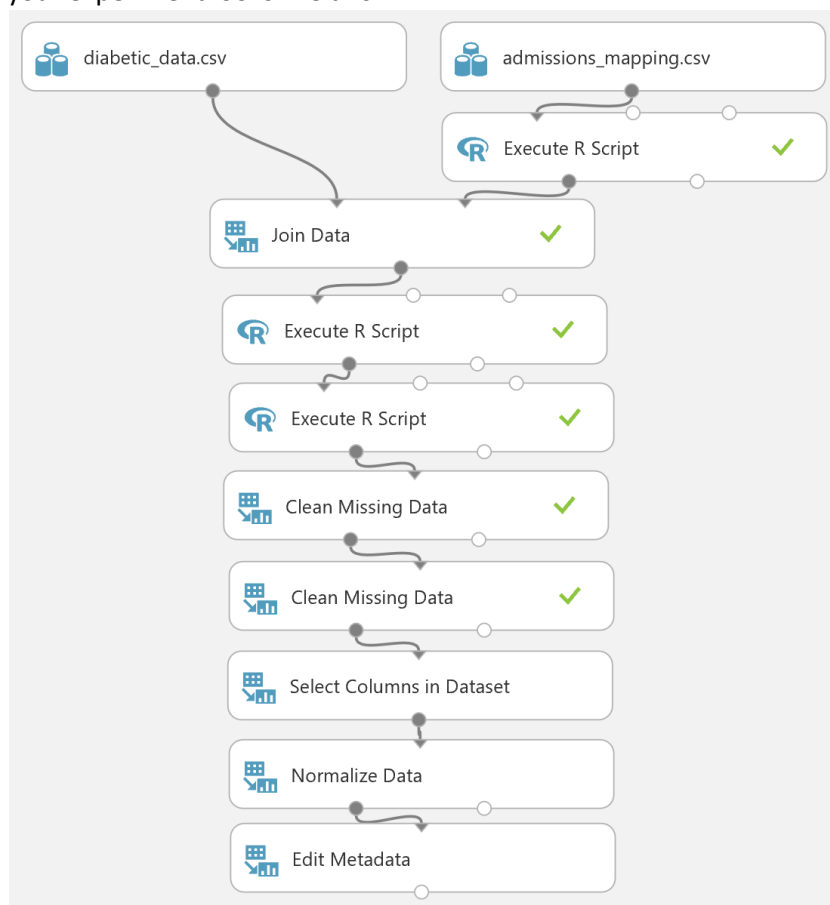 diabetic_data.csv
admissions_mapping.csv
Execute R Script
Join Data
Execute R Script
Execute R Script
Clean Missing Data
Clean Missing Data
Select Columns in Dataset
Normalize Data
Edit Metadata